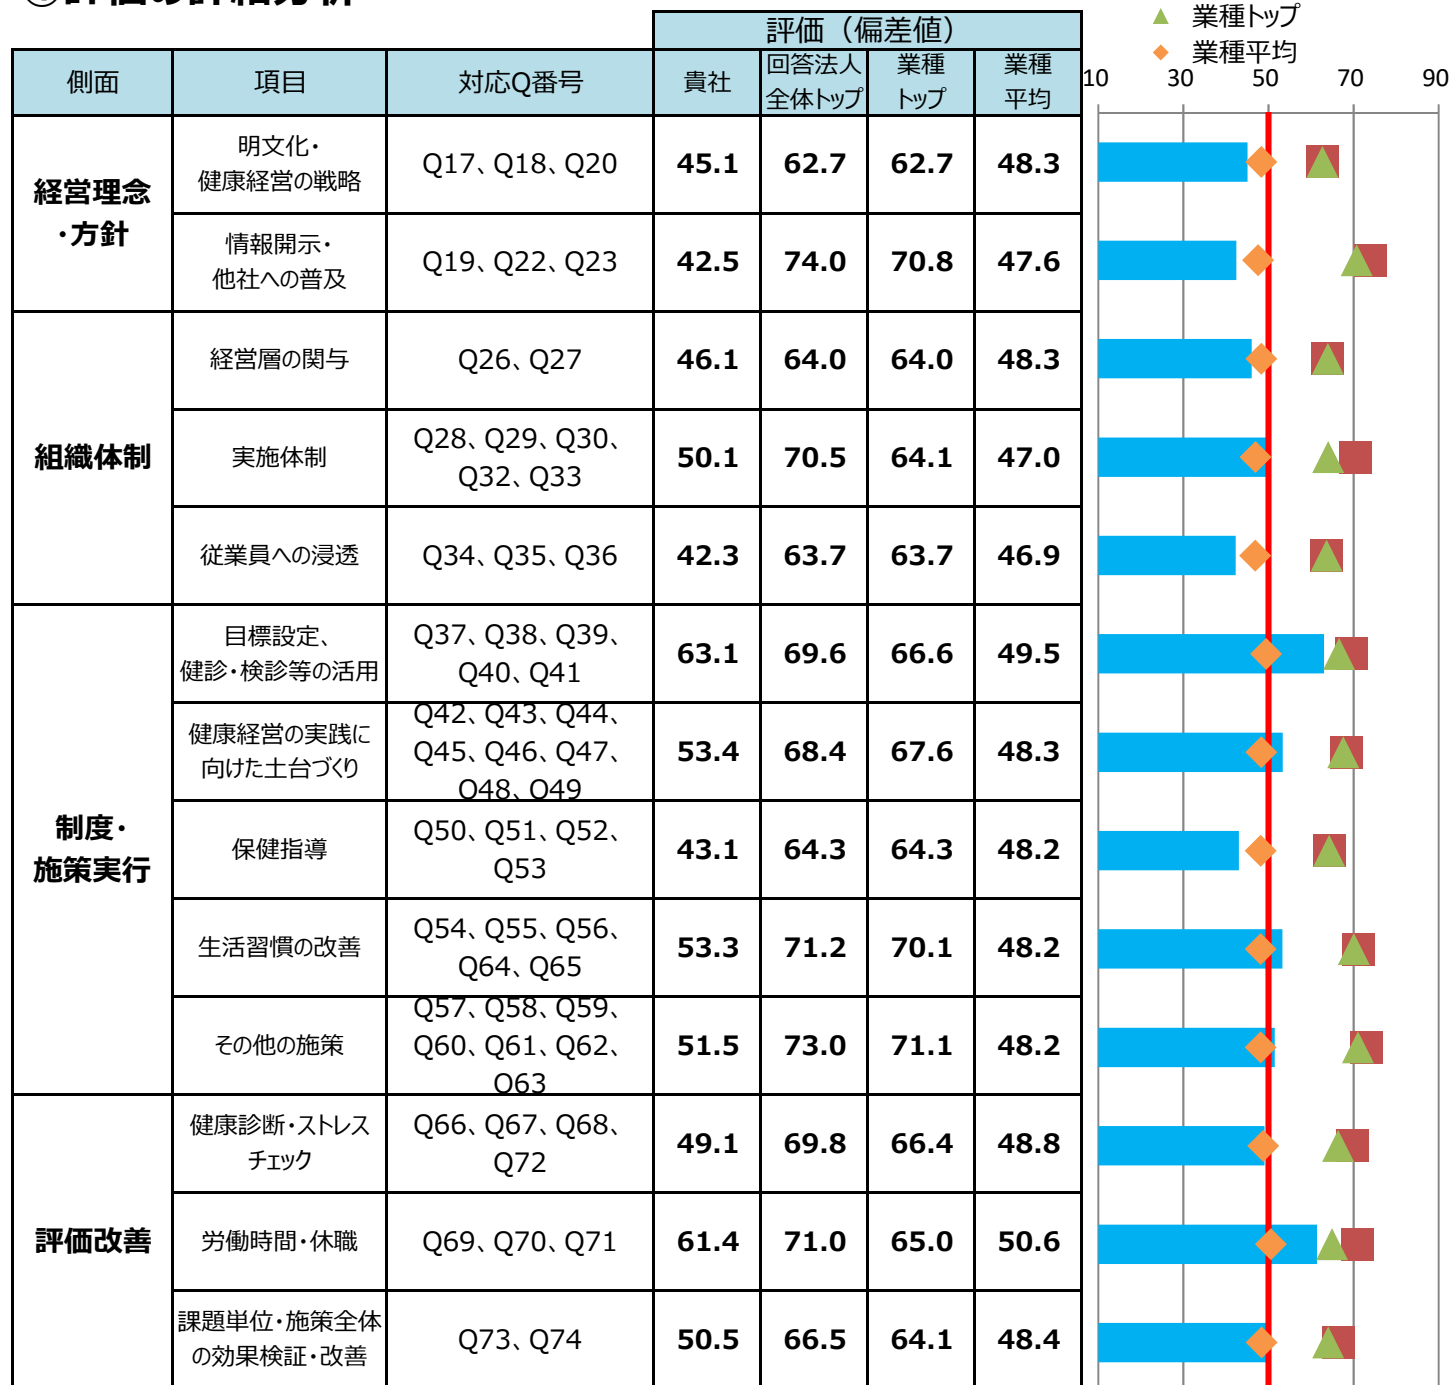 評価の詳細分析
業種トップ
業種平均
評価（偏差値）
側面 項目 対応Q番号 貴社 回答法人全体トップ 業種トップ 業種平均
10 30 50 70 90
経営理念・方針
明文化・健康経営の戦略 Q17、Q18、Q20 45.1 62.7 62.7 48.3
情報開示・他社への普及 Q19、Q22、Q23 42.5 74.0 70.8 47.6
組織体制
経営層の関与 Q26、Q27 46.1 64.0 64.0 48.3
実施体制 Q28、Q29、Q30、Q32、Q33 50.1 70.5 64.1 47.0
従業員への浸透 Q34、Q35、Q36 42.3 63.7 63.7 46.9
制度・施策実行
目標設定、健診・検診等の活用 Q37、Q38、Q39、Q40、Q41 63.1 69.6 66.6 49.5
健康経営の実践に向けた土台づくり Q42、Q43、Q44、Q45、Q46、Q47、Q48、Q49 53.4 68.4 67.6 48.3
保健指導 Q50、Q51、Q52、Q53 43.1 64.3 64.3 48.2
生活習慣の改善 Q54、Q55、Q56、Q64、Q65 53.3 71.2 70.1 48.2
その他の施策 Q57、Q58、Q59、Q60、Q61、Q62、Q63 51.5 73.0 71.1 48.2
評価改善
健康診断・ストレスチェック Q66、Q67、Q68、Q72 49.1 69.8 66.4 48.8
労働時間・休職 Q69、Q70、Q71 61.4 71.0 65.0 50.6
課題単位・施策全体の効果検証・改善 Q73、Q74 50.5 66.5 64.1 48.4